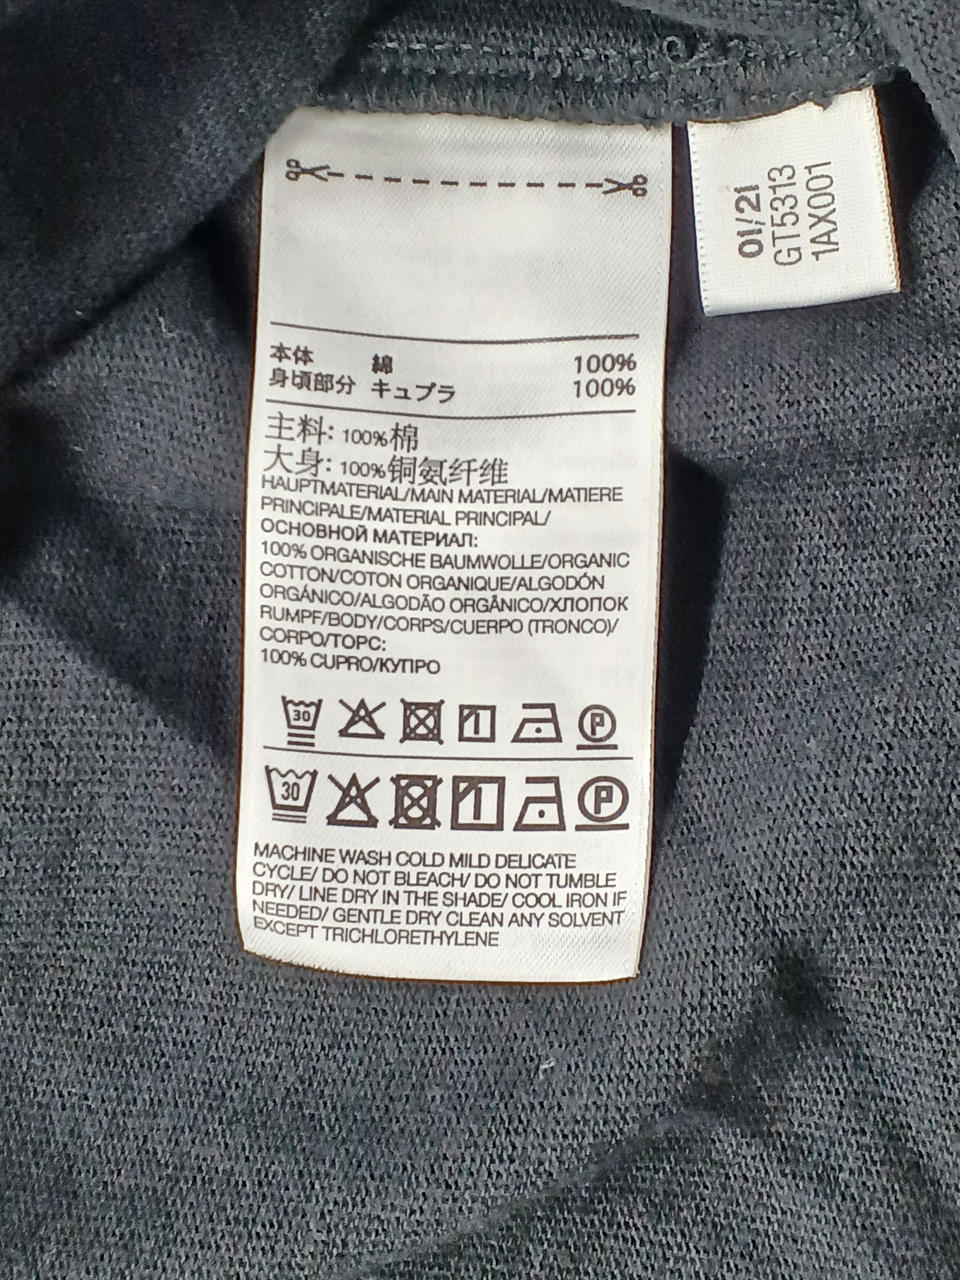 本体 綿 100%
身頃部分 キュプラ 100%
主料: 100%棉
大身: 100%铜氨纤维
HAUPTMATERIAL/MAIN MATERIAL/MATIERE
PRINCIPALE/MATERIAL PRINCIPAL/
ОСНОВНОЙ МАТЕРИАЛ:
100% ORGANISCHE BAUMWOLLE/ORGANIC
COTTON/COTON ORGANIQUE/ALGODÓN
ORGÁNICO/ALGODÃO ORGÂNICO/ХЛОПОК
RUMPF/BODY/CORPS/CUERPO (TRONCO)/
CORPO/ТОРС:
100% CUPRO/КУПРО
30 1 P
30 1 P
MACHINE WASH COLD MILD DELICATE
CYCLE/ DO NOT BLEACH/ DO NOT TUMBLE
DRY/ LINE DRY IN THE SHADE/ COOL IRON IF
NEEDED/ GENTLE DRY CLEAN ANY SOLVENT
EXCEPT TRICHLORETHYLENE
01/21
GT5313
1AX001